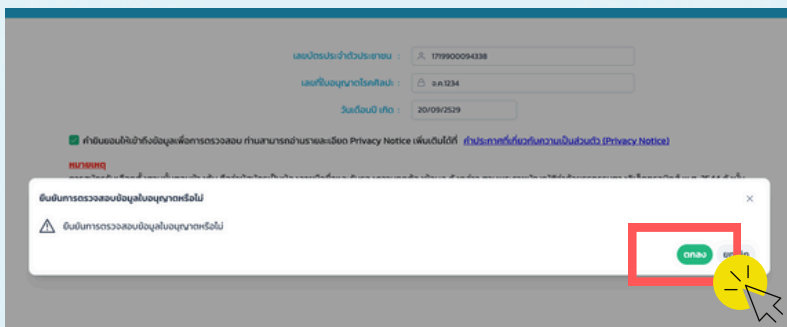 เลขบัตรประจำตัวประชาชน : 1719900094338
เลขที่ใบอนุญาตโรคศิลปะ : อ.ก.1234
วันเดือนปี เกิด : 20/09/2529
คำยินยอมให้เข้าถึงข้อมูลเพื่อการตรวจสอบ ท่านสามารถอ่านรายละเอียด Privacy Notice เพิ่มเติมได้ที่ คำประกาศที่เกี่ยวกับความเป็นส่วนตัว (Privacy Notice)
หมายเหตุ
ยืนยันการตรวจสอบข้อมูลใบอนุญาตหรือไม่
ยืนยันการตรวจสอบข้อมูลใบอนุญาตหรือไม่
ตกลง